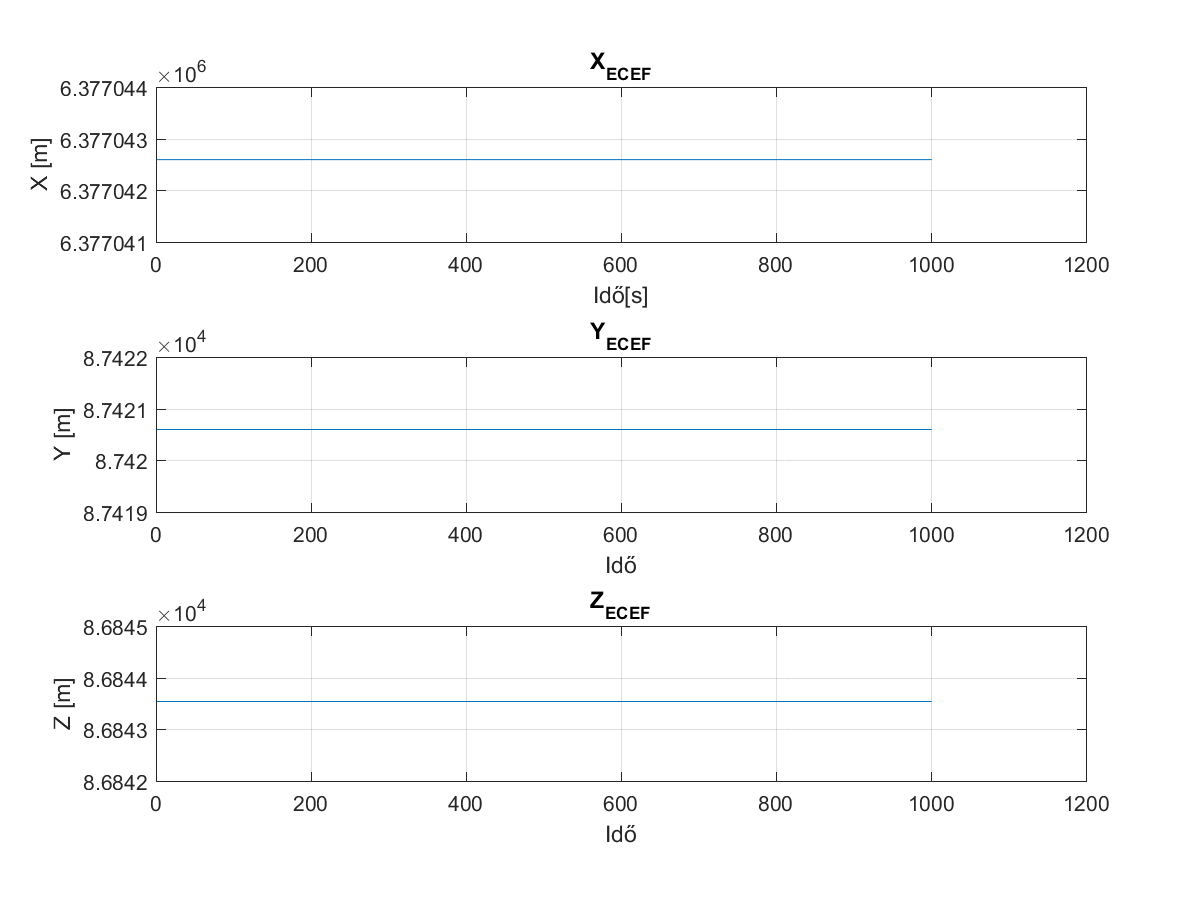 X_ECEF
×10^6
6.377044
6.377043
6.377042
6.377041
X [m]
0 200 400 600 800 1000 1200
Idő[s]
Y_ECEF
×10^4
8.7422
8.7421
8.742
8.7419
Y [m]
0 200 400 600 800 1000 1200
Idő
Z_ECEF
×10^4
8.6845
8.6844
8.6843
8.6842
Z [m]
0 200 400 600 800 1000 1200
Idő